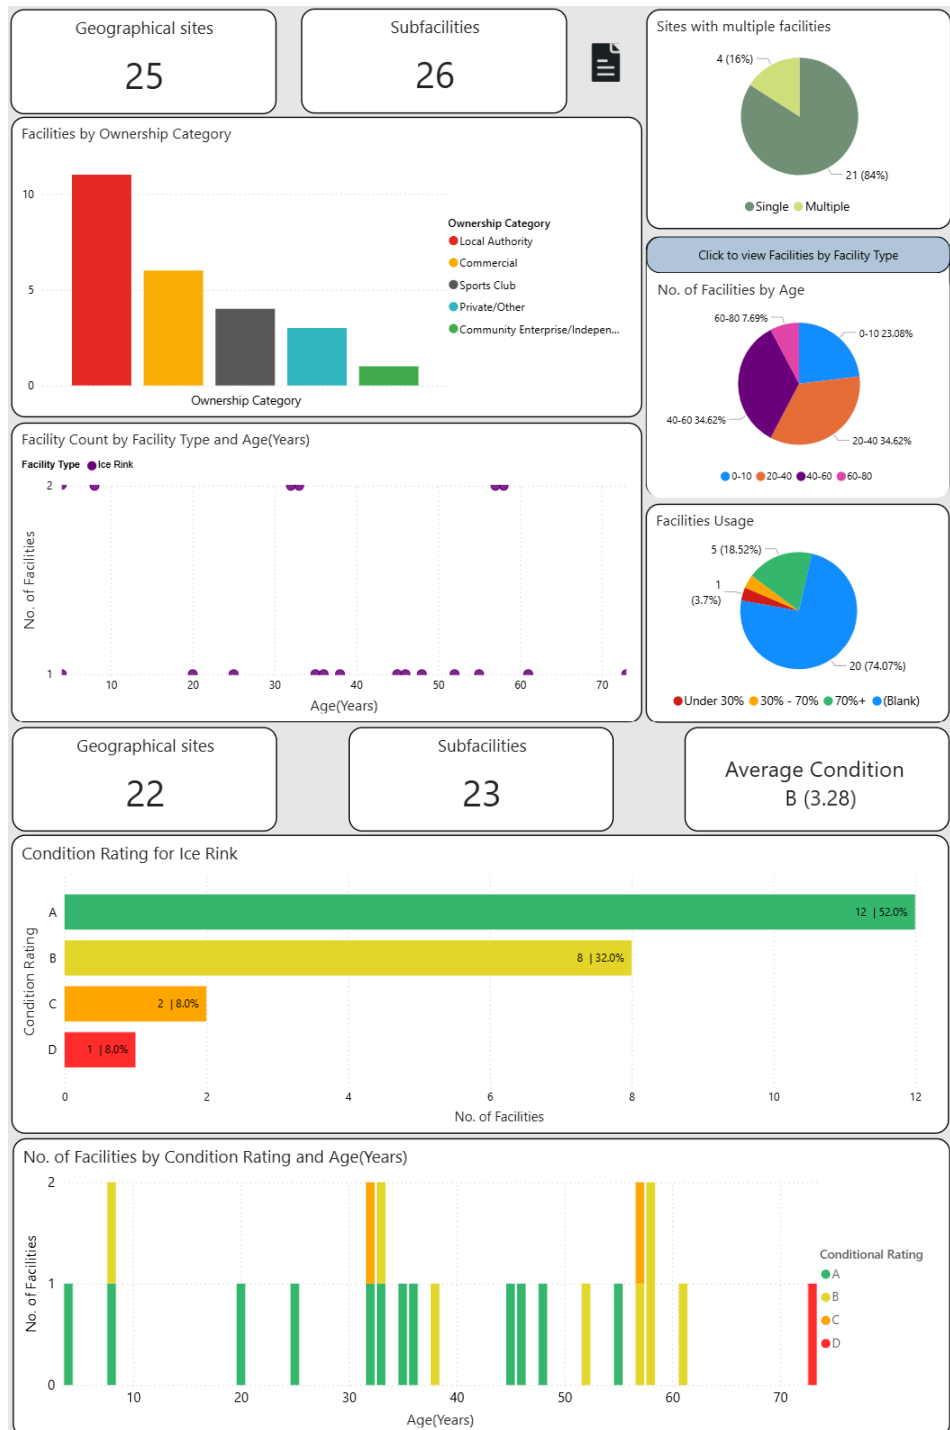 Geographical sites
25
Subfacilities
26
Sites with multiple facilities
4 (16%)
21 (84%)
Single Multiple
Facilities by Ownership Category
10
5
0
Ownership Category
Ownership Category
Local Authority
Commercial
Sports Club
Private/Other
Community Enterprise/Indepen...
Click to view Facilities by Facility Type
No. of Facilities by Age
60-80 7.69%
0-10 23.08%
40-60 34.62%
20-40 34.62%
0-10 20-40 40-60 60-80
Facility Count by Facility Type and Age(Years)
Facility Type Ice Rink
2
No. of Facilities
1
10 20 30 40 50 60 70
Age(Years)
Facilities Usage
5 (18.52%)
1
(3.7%)
20 (74.07%)
Under 30% 30% - 70% 70%+ (Blank)
Geographical sites
22
Subfacilities
23
Average Condition
B (3.28)
Condition Rating for Ice Rink
Condition Rating
A
12 | 52.0%
B
8 | 32.0%
C
2 | 8.0%
D
1 | 8.0%
0 2 4 6 8 10 12
No. of Facilities
No. of Facilities by Condition Rating and Age(Years)
2
No. of Facilities
1
0
10 20 30 40 50 60 70
Age(Years)
Conditional Rating
A
B
C
D